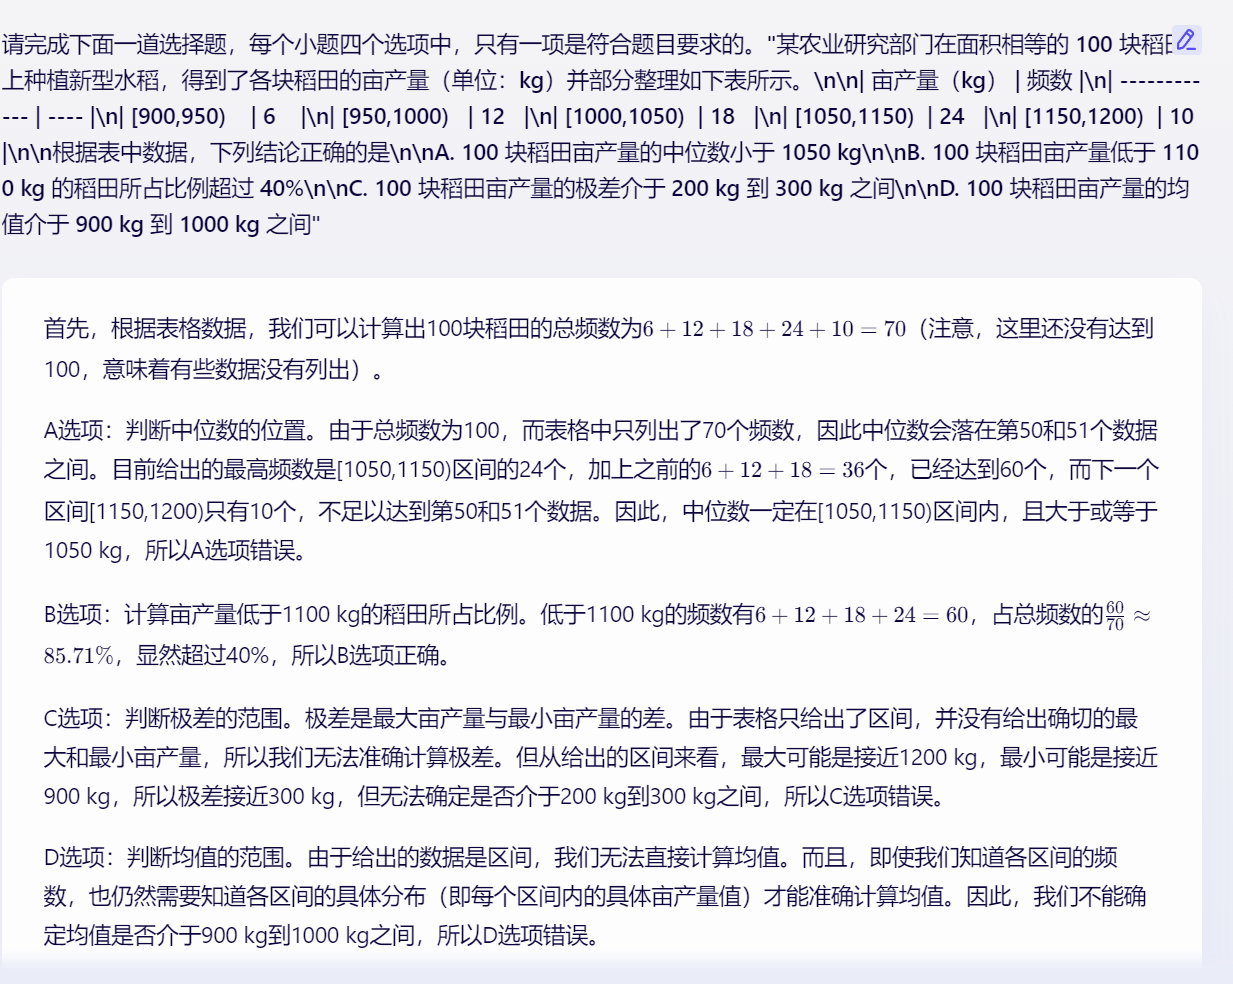 请完成下面一道选择题，每个小题四个选项中，只有一项是符合题目要求的。"某农业研究部门在面积相等的 100 块稻田
上种植新型水稻，得到了各块稻田的亩产量（单位：kg）并部分整理如下表所示。\n\n| 亩产量（kg） | 频数 |\n| ----------
--- | ---- |\n| [900,950) | 6 |\n| [950,1000) | 12 |\n| [1000,1050) | 18 |\n| [1050,1150) | 24 |\n| [1150,1200) | 10
|\n\n根据表中数据，下列结论正确的是\n\nA. 100 块稻田亩产量的中位数小于 1050 kg\n\nB. 100 块稻田亩产量低于 110
0 kg 的稻田所占比例超过 40%\n\nC. 100 块稻田亩产量的极差介于 200 kg 到 300 kg 之间\n\nD. 100 块稻田亩产量的均
值介于 900 kg 到 1000 kg 之间"
首先，根据表格数据，我们可以计算出100块稻田的总频数为6 + 12 + 18 + 24 + 10 = 70（注意，这里还没有达到
100，意味着有些数据没有列出）。
A选项：判断中位数的位置。由于总频数为100，而表格中只列出了70个频数，因此中位数会落在第50和51个数据
之间。目前给出的最高频数是[1050,1150)区间的24个，加上之前的6 + 12 + 18 = 36个，已经达到60个，而下一个
区间[1150,1200)只有10个，不足以达到第50和51个数据。因此，中位数一定在[1050,1150)区间内，且大于或等于
1050 kg，所以A选项错误。
B选项：计算亩产量低于1100 kg的稻田所占比例。低于1100 kg的频数有6 + 12 + 18 + 24 = 60，占总频数的60/70 ≈
85.71%，显然超过40%，所以B选项正确。
C选项：判断极差的范围。极差是最大亩产量与最小亩产量的差。由于表格只给出了区间，并没有给出确切的最
大和最小亩产量，所以我们无法准确计算极差。但从给出的区间来看，最大可能是接近1200 kg，最小可能是接近
900 kg，所以极差接近300 kg，但无法确定是否介于200 kg到300 kg之间，所以C选项错误。
D选项：判断均值的范围。由于给出的数据是区间，我们无法直接计算均值。而且，即使我们知道各区间的频
数，也仍然需要知道各区间的具体分布（即每个区间内的具体亩产量值）才能准确计算均值。因此，我们不能确
定均值是否介于900 kg到1000 kg之间，所以D选项错误。